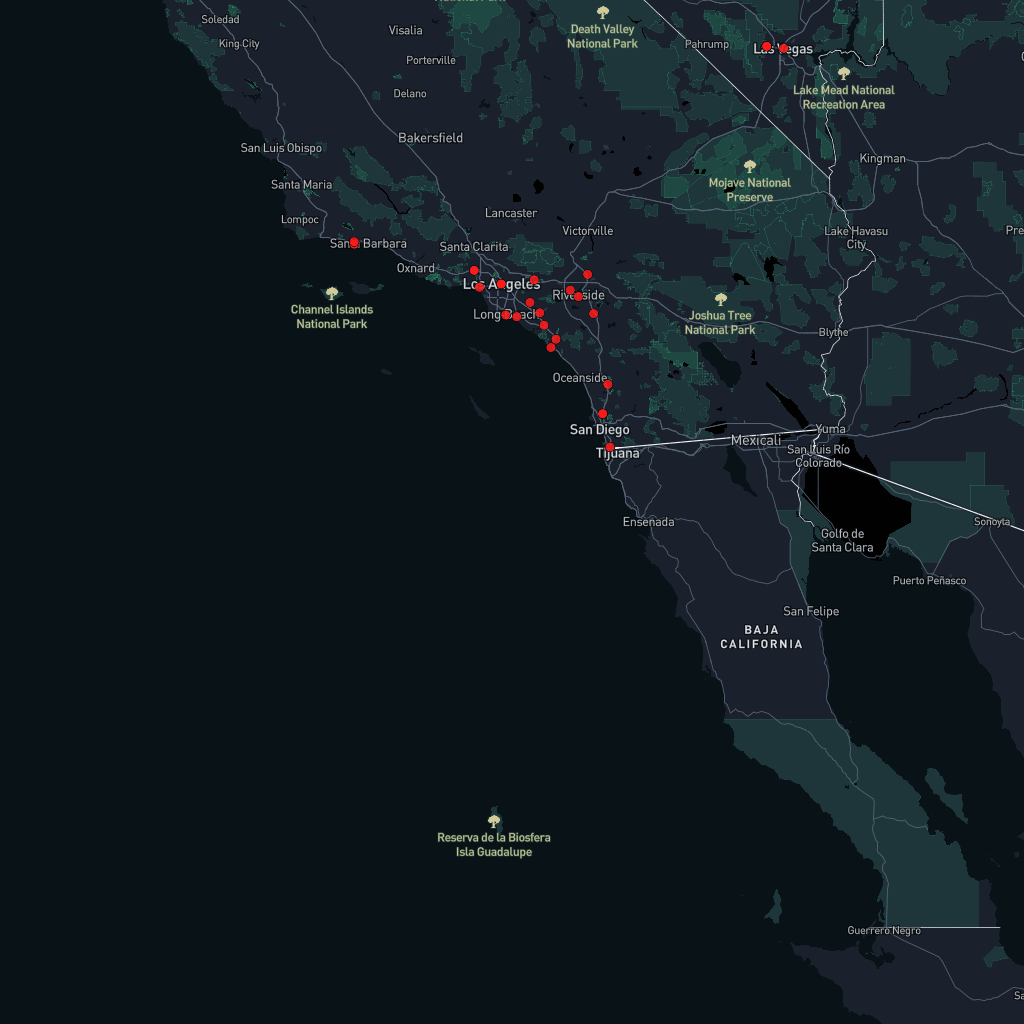 Soledad
King City
Visalia
Porterville
Delano
Death Valley
National Park
Pahrump
Las Vegas
Lake Mead National
Recreation Area
Bakersfield
San Luis Obispo
Kingman
Santa Maria
Mojave National
Preserve
Lompoc
Lancaster
Victorville
Lake Havasu
City
Santa Barbara
Santa Clarita
Oxnard
Los Angeles
Riverside
Channel Islands
National Park
Long Beach
Joshua Tree
National Park
Blythe
Oceanside
San Diego
Yuma
Mexicali
Tijuana
San Luis Río
Colorado
Ensenada
Sonoyta
Golfo de
Santa Clara
Puerto Peñasco
San Felipe
BAJA
CALIFORNIA
Reserva de la Biosfera
Isla Guadalupe
Guerrero Negro